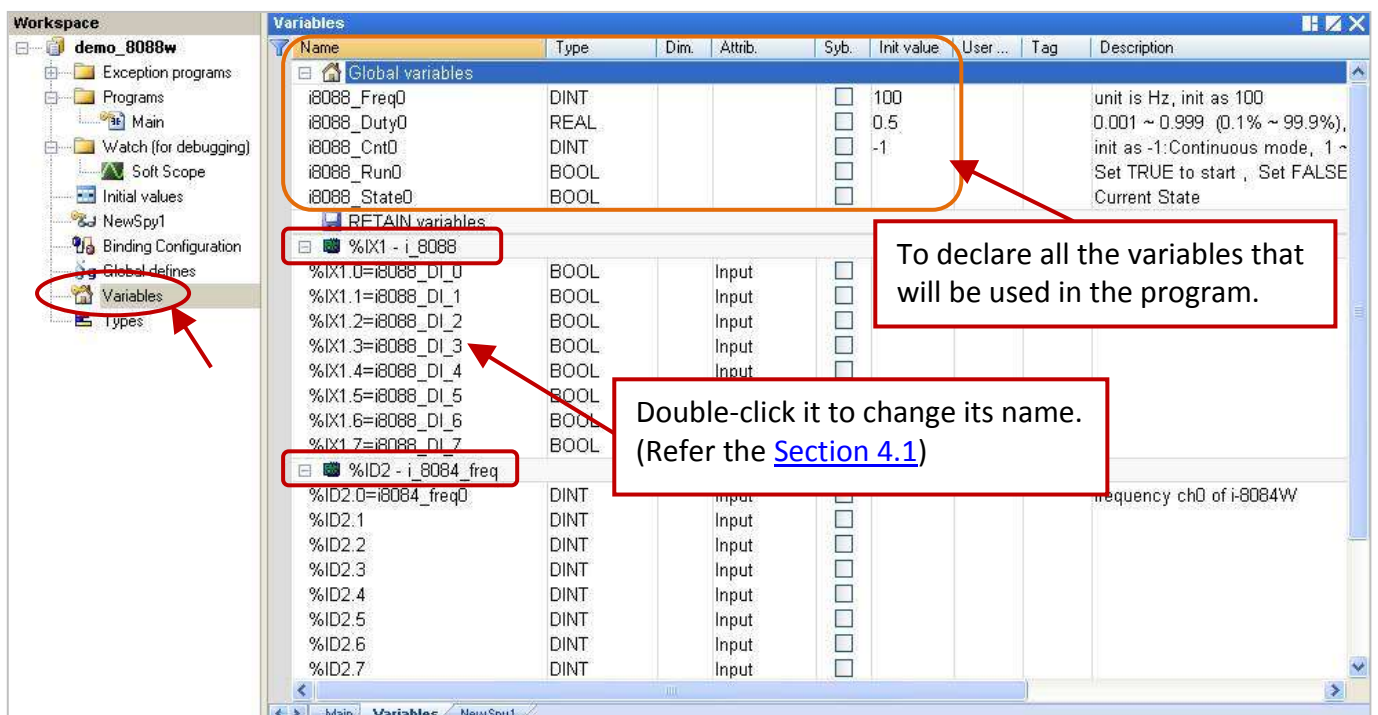 Workspace
demo_8088w
Exception programs
Programs
Main
Watch (for debugging)
Soft Scope
Initial values
NewSpy1
Binding Configuration
Global defines
Variables
Types
Variables
Name Type Dim. Attrib. Syb. Init value User ... Tag Description
Global variables
i8088_Freq0 DINT 100 unit is Hz, init as 100
i8088_Duty0 REAL 0.5 0.001 ~ 0.999 (0.1% ~ 99.9%),
i8088_Cnt0 DINT -1 init as -1:Continuous mode, 1 ~
i8088_Run0 BOOL Set TRUE to start , Set FALSE
i8088_State0 BOOL Current State
RETAIN variables
%IX1 - i_8088
%IX1.0=i8088_DI_0 BOOL Input
%IX1.1=i8088_DI_1 BOOL Input
%IX1.2=i8088_DI_2 BOOL Input
%IX1.3=i8088_DI_3 BOOL Input
%IX1.4=i8088_DI_4 BOOL Input
%IX1.5=i8088_DI_5 BOOL
%IX1.6=i8088_DI_6 BOOL
%IX1.7=i8088_DI_7 BOOL
%ID2 - i_8084_freq
%ID2.0=i8084_freq0 DINT Input frequency ch0 of i-8084W
%ID2.1 DINT Input
%ID2.2 DINT Input
%ID2.3 DINT Input
%ID2.4 DINT Input
%ID2.5 DINT Input
%ID2.6 DINT Input
%ID2.7 DINT Input
Main Variables NewSpy1
To declare all the variables that
will be used in the program.
Double-click it to change its name.
(Refer the Section 4.1)